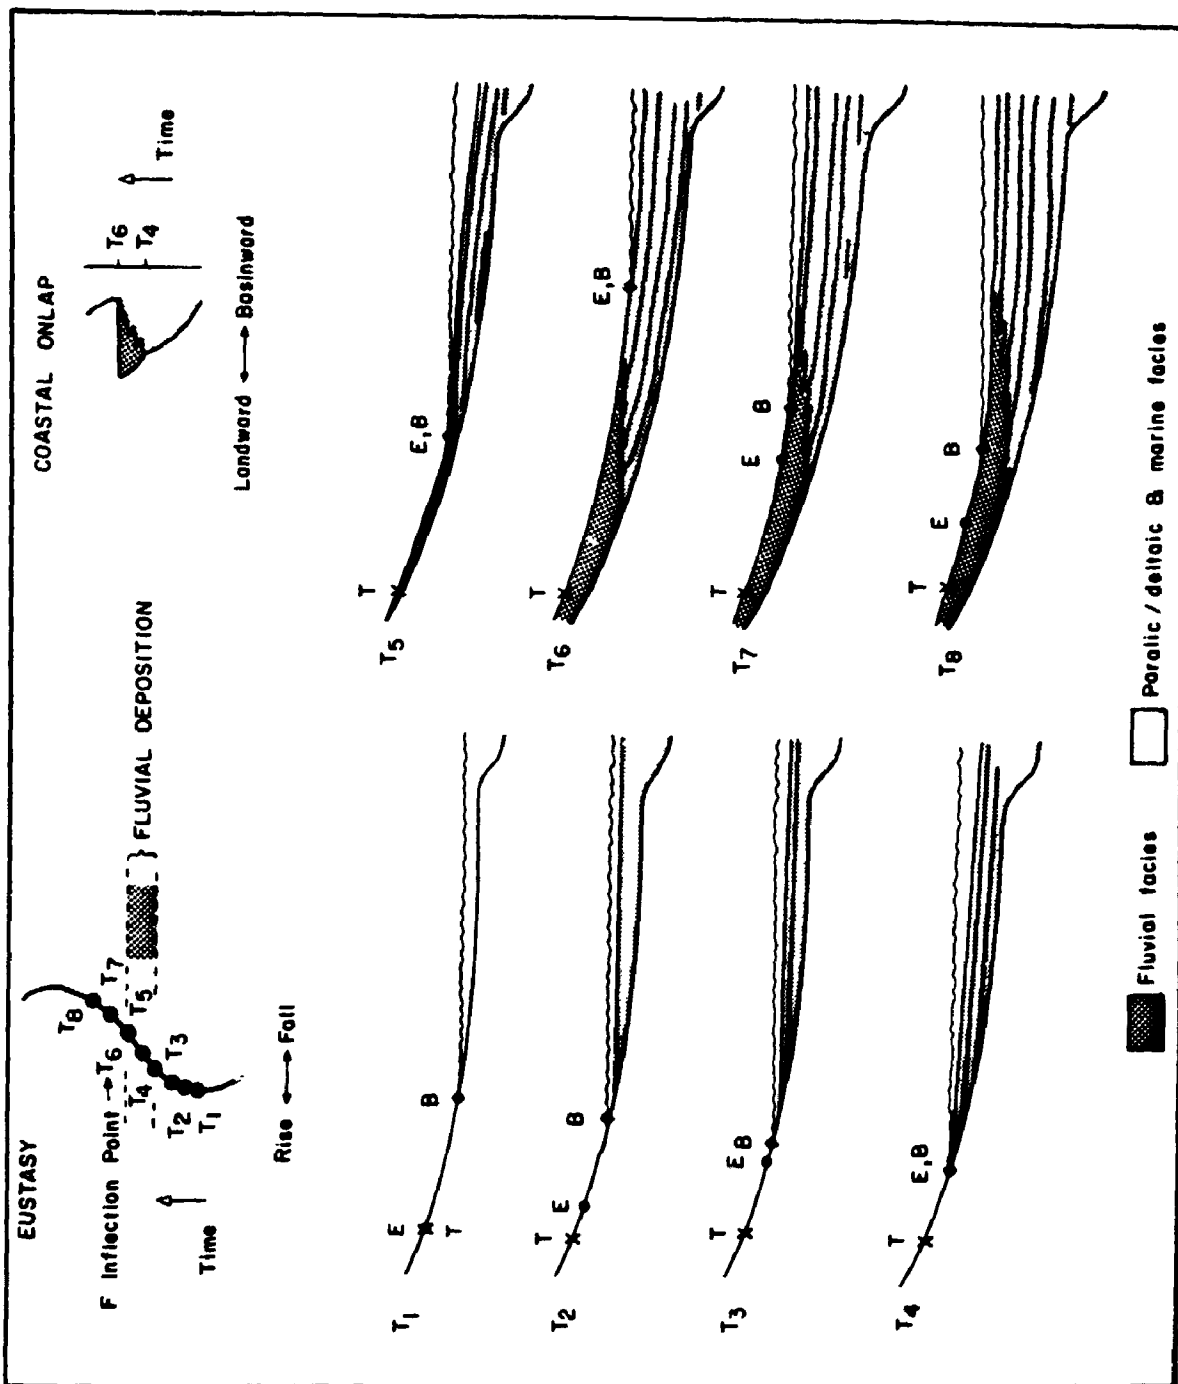 EUSTASY
F Inflection Point → T6
T8
T7
T5
T4
T3
T2
T1
} FLUVIAL DEPOSITION
Time
Rise ↔ Fall
COASTAL ONLAP
T6
T4
Time
Landward ↔ Basinward
T1
E
T
B
T2
T
E
B
T3
T
E B
T4
T
E,B
T5
T
E,B
T6
T
E,B
T7
T
E
B
T8
T
E
B
Fluvial facies
Paralic / deltaic & marine facies